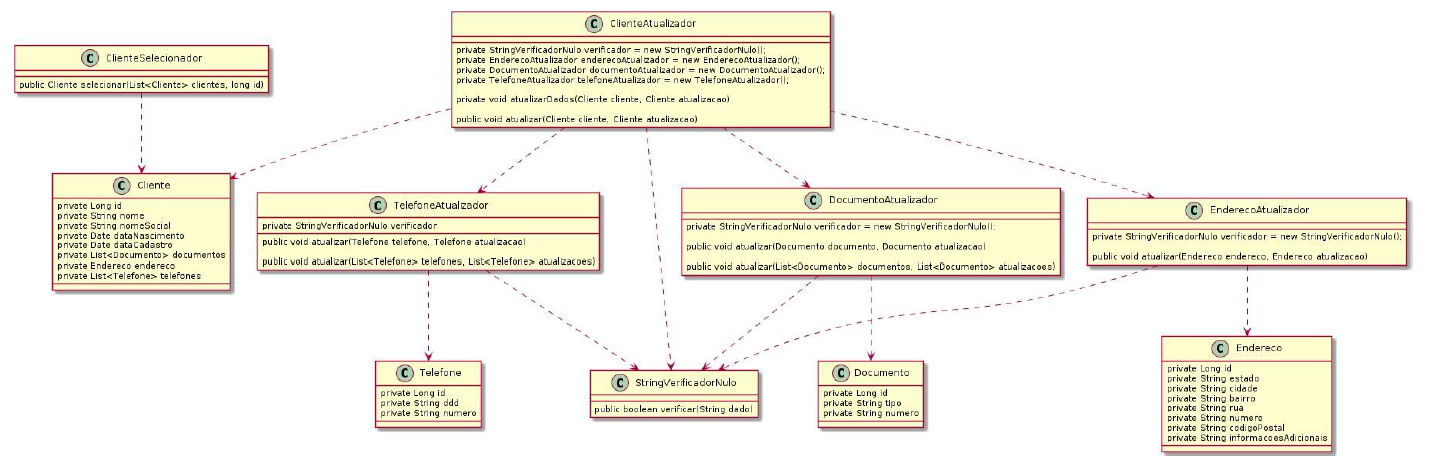 C ClienteAtualizador
private StringVerificadorNulo verificador = new StringVerificadorNulo();
private EnderecoAtualizador enderecoAtualizador = new EnderecoAtualizador();
private DocumentoAtualizador documentoAtualizador = new DocumentoAtualizador();
private TelefoneAtualizador telefoneAtualizador = new TelefoneAtualizador();
private void atualizarDados(Cliente cliente, Cliente atualizacao)
public void atualizar(Cliente cliente, Cliente atualizacao)
C ClienteSelecionador
public Cliente selecionar(List<Cliente> clientes, long id)
C Cliente
private Long id
private String nome
private String nomeSocial
private Date dataNascimento
private Date dataCadastro
private List<Documento> documentos
private Endereco endereco
private List<Telefone> telefones
C TelefoneAtualizador
private StringVerificadorNulo verificador
public void atualizar(Telefone telefone, Telefone atualizacao)
public void atualizar(List<Telefone> telefones, List<Telefone> atualizacoes)
C DocumentoAtualizador
private StringVerificadorNulo verificador = new StringVerificadorNulo();
public void atualizar(Documento documento, Documento atualizacao)
public void atualizar(List<Documento> documentos, List<Documento> atualizacoes)
C EnderecoAtualizador
private StringVerificadorNulo verificador = new StringVerificadorNulo();
public void atualizar(Endereco endereco, Endereco atualizacao)
C Telefone
private Long id
private String ddd
private String numero
C StringVerificadorNulo
public boolean verificar(String dado)
C Documento
private Long id
private String tipo
private String numero
C Endereco
private Long id
private String estado
private String cidade
private String bairro
private String rua
private String numero
private String codigoPostal
private String informacoesAdicionais